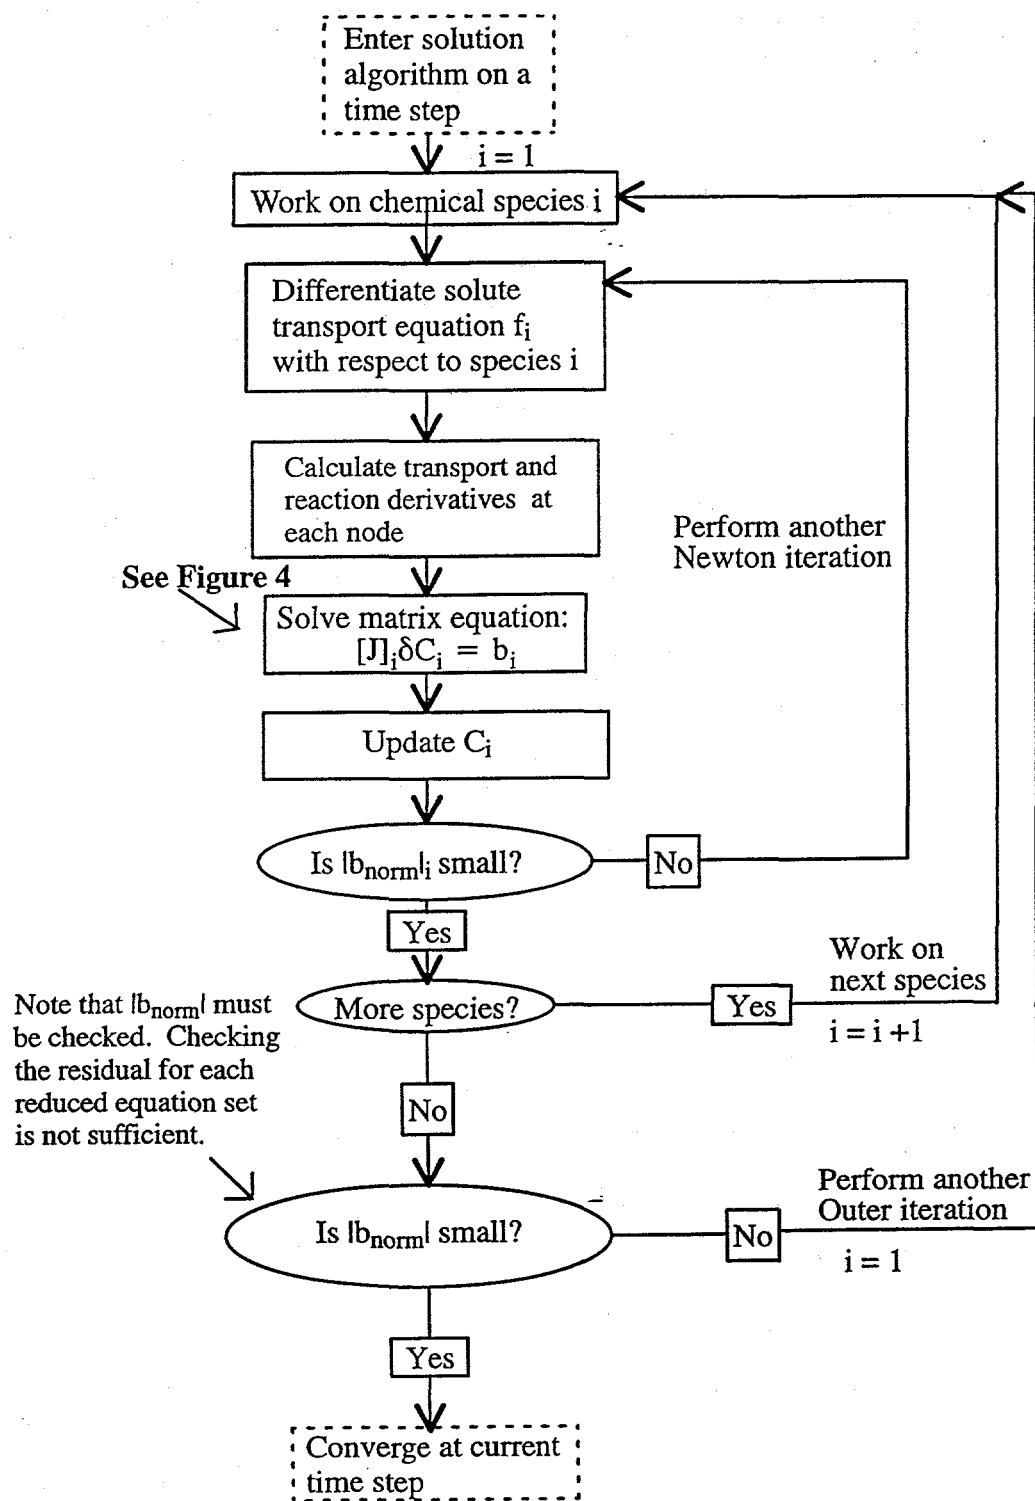 Enter solution
algorithm on a
time step
i = 1
Work on chemical species i
Differentiate solute
transport equation fi
with respect to species i
Calculate transport and
reaction derivatives at
each node
Perform another
Newton iteration
See Figure 4
Solve matrix equation:
[J]iδCi = bi
Update Ci
Is |bnorm|i small?
No
Yes
Work on
next species
More species?
Yes
i = i +1
Note that |bnorm| must
be checked. Checking
the residual for each
reduced equation set
is not sufficient.
No
Perform another
Outer iteration
Is |bnorm| small?
No
i = 1
Yes
Converge at current
time step